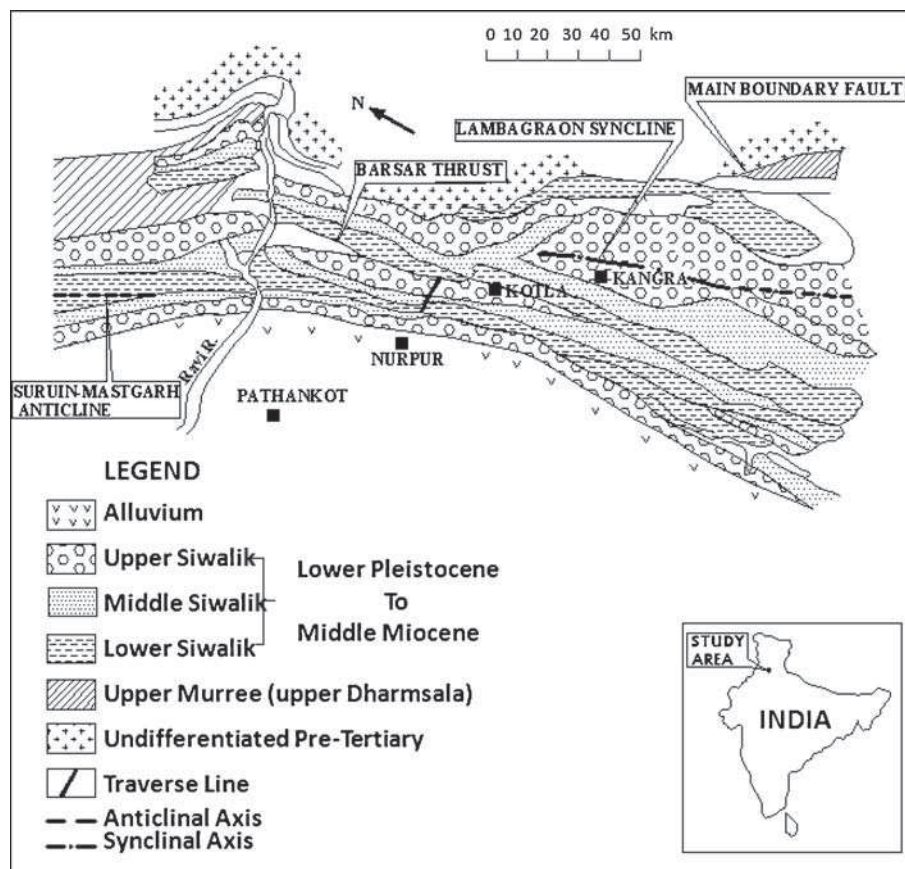 0 10 20 30 40 50 km
N
MAIN BOUNDARY FAULT
LAMBAGRAON SYNCLINE
BARSAR THRUST
KANGRA
KOTLA
NURPUR
Ravi R.
SURUIN-MASTGARH
ANTICLINE
PATHANKOT
LEGEND
Alluvium
Upper Siwalik
Middle Siwalik
Lower Siwalik
Lower Pleistocene
To
Middle Miocene
Upper Murree (upper Dharmsala)
Undifferentiated Pre-Tertiary
Traverse Line
Anticlinal Axis
Synclinal Axis
STUDY
AREA
INDIA